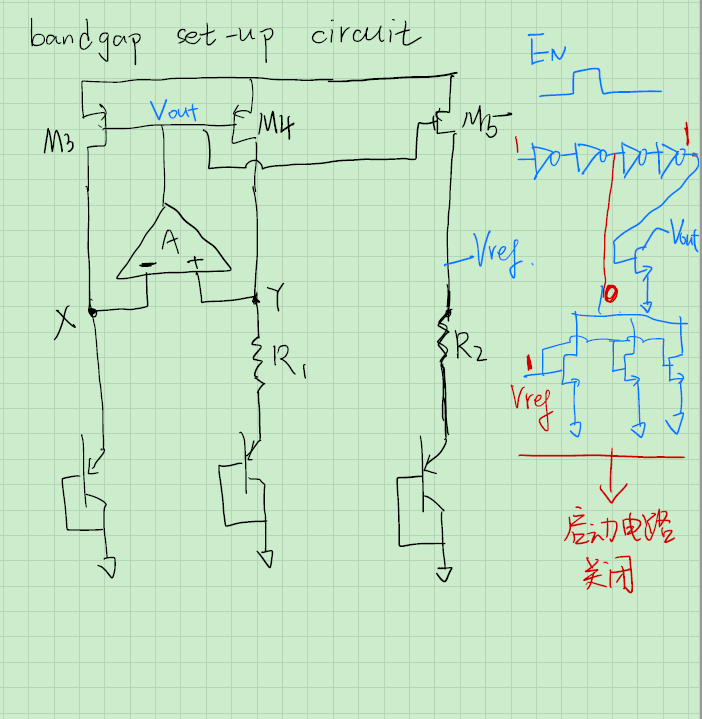 bandgap set-up circuit
EN
Vout
M3
M4
M5
1
1
A
- +
Vref.
Vout
X
Y
0
R1
R2
1
Vref
启动电路
关闭